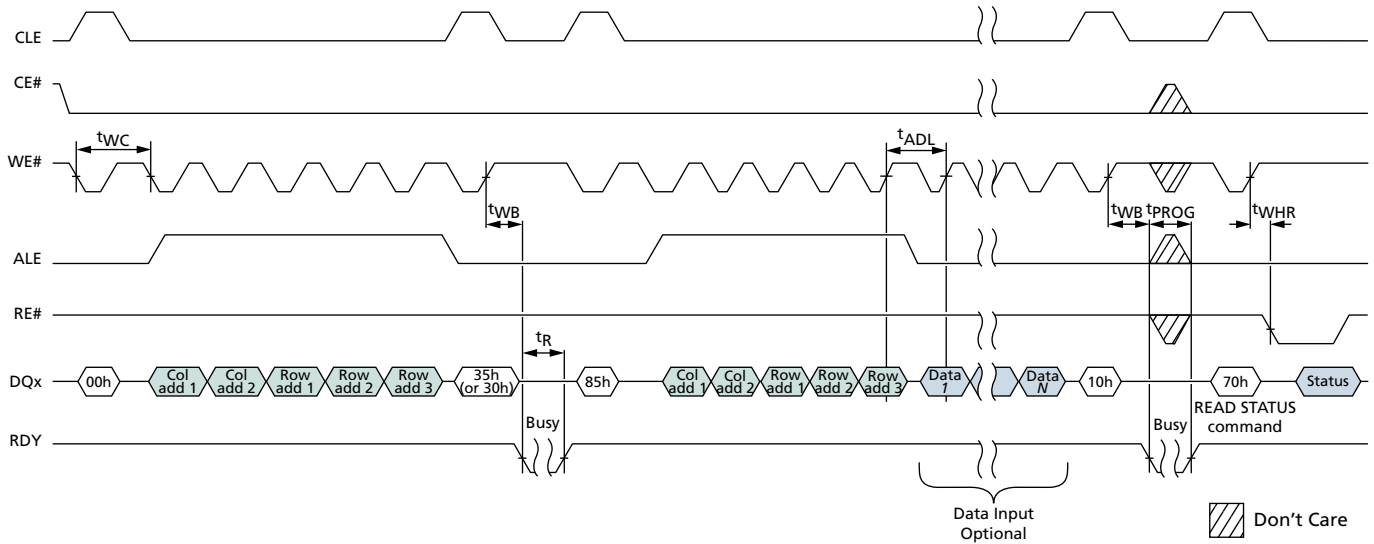 CLE
CE#
tWC
tADL
WE#
tWB
tWB
tPROG
tWHR
ALE
RE#
tR
DQx
00h
Col
add 1
Col
add 2
Row
add 1
Row
add 2
Row
add 3
35h
(or 30h)
85h
Col
add 1
Col
add 2
Row
add 1
Row
add 2
Row
add 3
Data
1
Data
N
10h
70h
Status
READ STATUS
command
Busy
Busy
RDY
Data Input
Optional
Don't Care